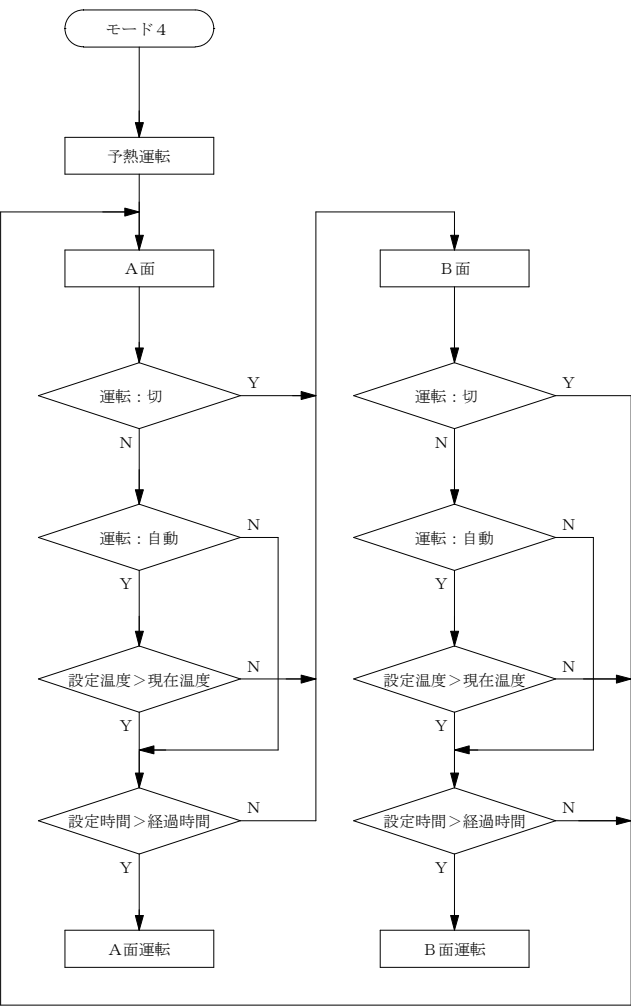 モード4
予熱運転
A面
運転：切
Y
N
運転：自動
N
Y
設定温度＞現在温度
N
Y
設定時間＞経過時間
N
Y
A面運転
B面
運転：切
Y
N
運転：自動
N
Y
設定温度＞現在温度
N
Y
設定時間＞経過時間
N
Y
B面運転